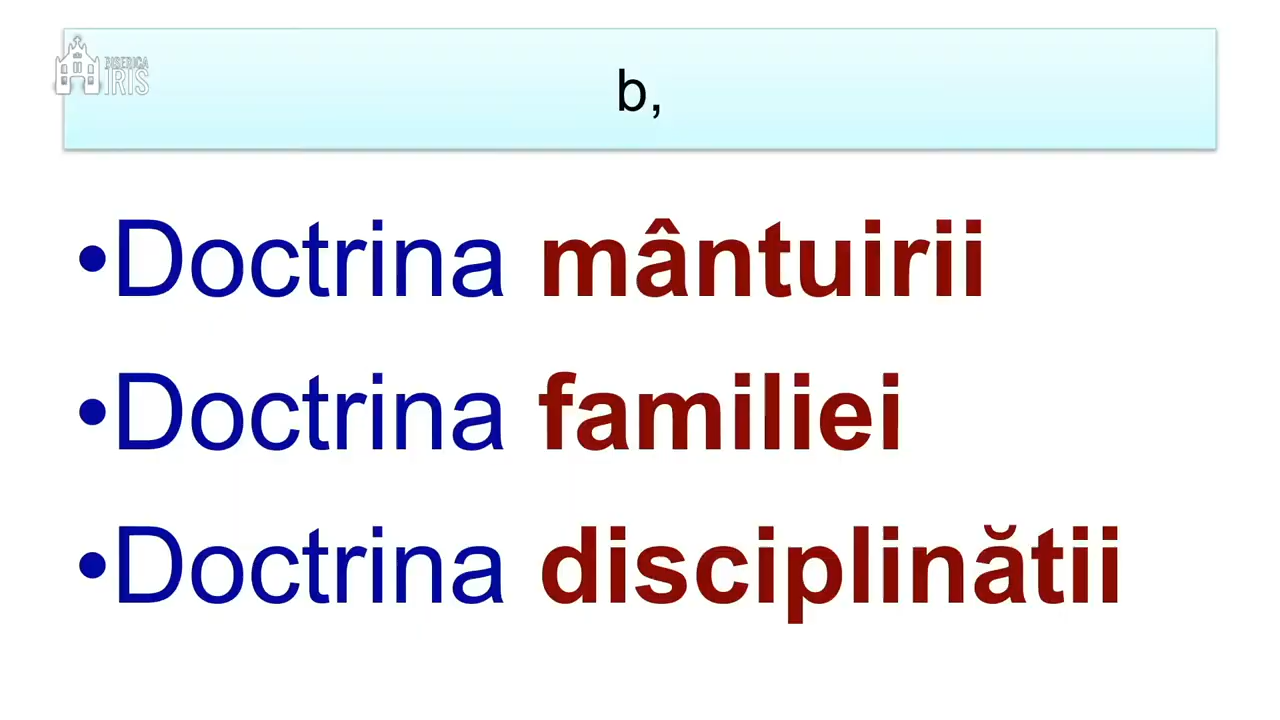 BISERICA
IRIS
b,
•Doctrina mântuirii
•Doctrina familiei
•Doctrina disciplinătii